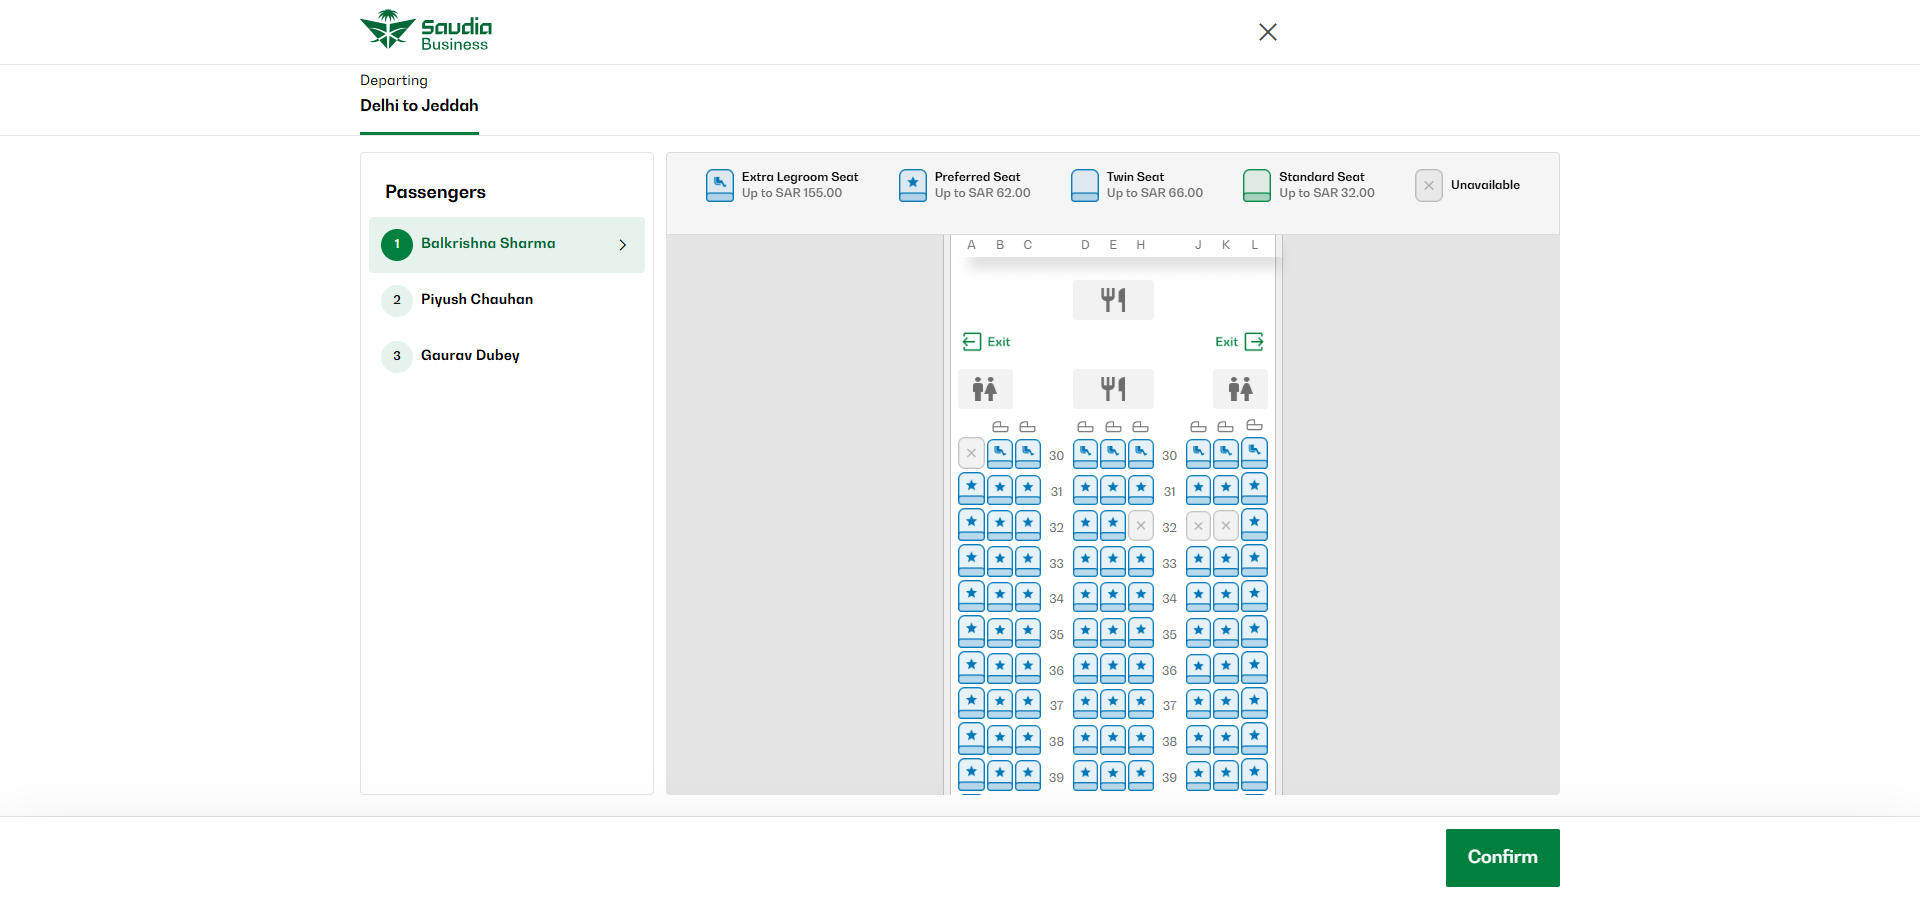 Saudia
Business
Departing
Delhi to Jeddah
Passengers
1 Balkrishna Sharma
2 Piyush Chauhan
3 Gaurav Dubey
Extra Legroom Seat
Up to SAR 155.00
Preferred Seat
Up to SAR 62.00
Twin Seat
Up to SAR 66.00
Standard Seat
Up to SAR 32.00
Unavailable
A B C D E H J K L
Exit Exit
30 30
31 31
32 32
33 33
34 34
35 35
36 36
37 37
38 38
39 39
Confirm